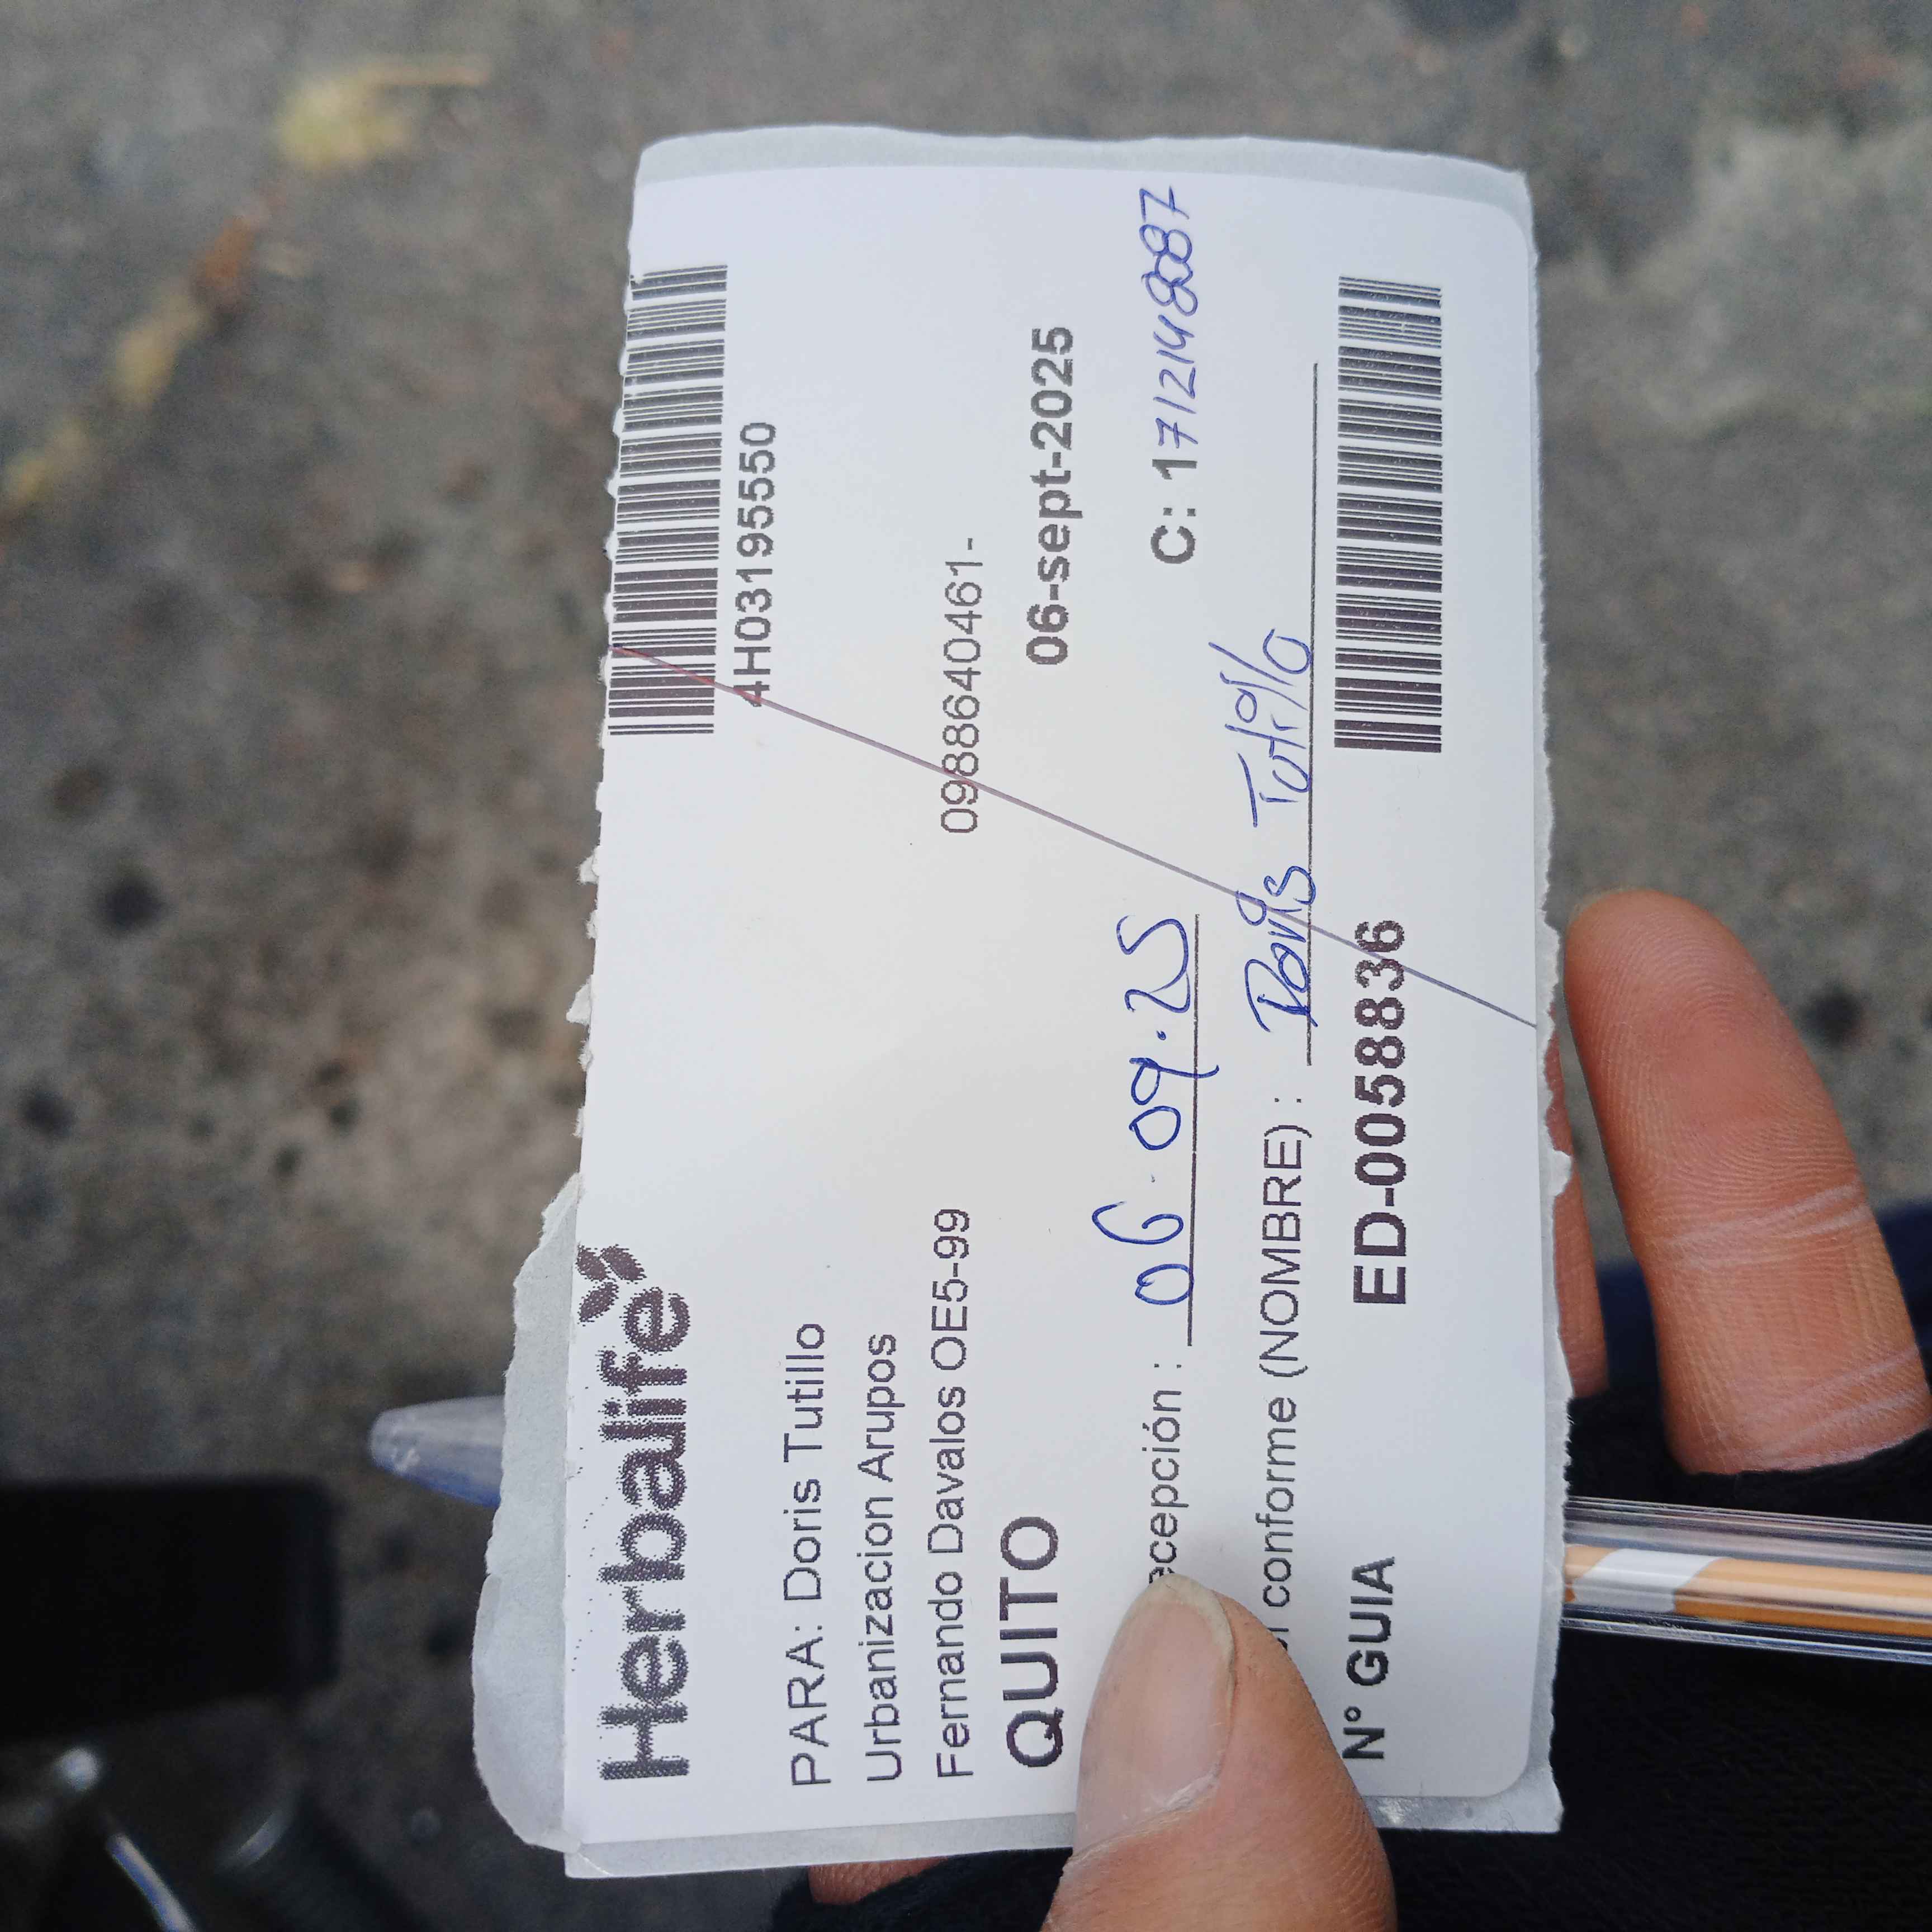 Herbalife
4H03195550
PARA: Doris Tutillo
Urbanizacion Arupos
Fernando Davalos OE5-99 0988640461-
QUITO 06-sept-2025
ecepción : 06.09.25 C: 1712148087
conforme (NOMBRE) : Doris Tutillo
N° GUIA ED-0058836